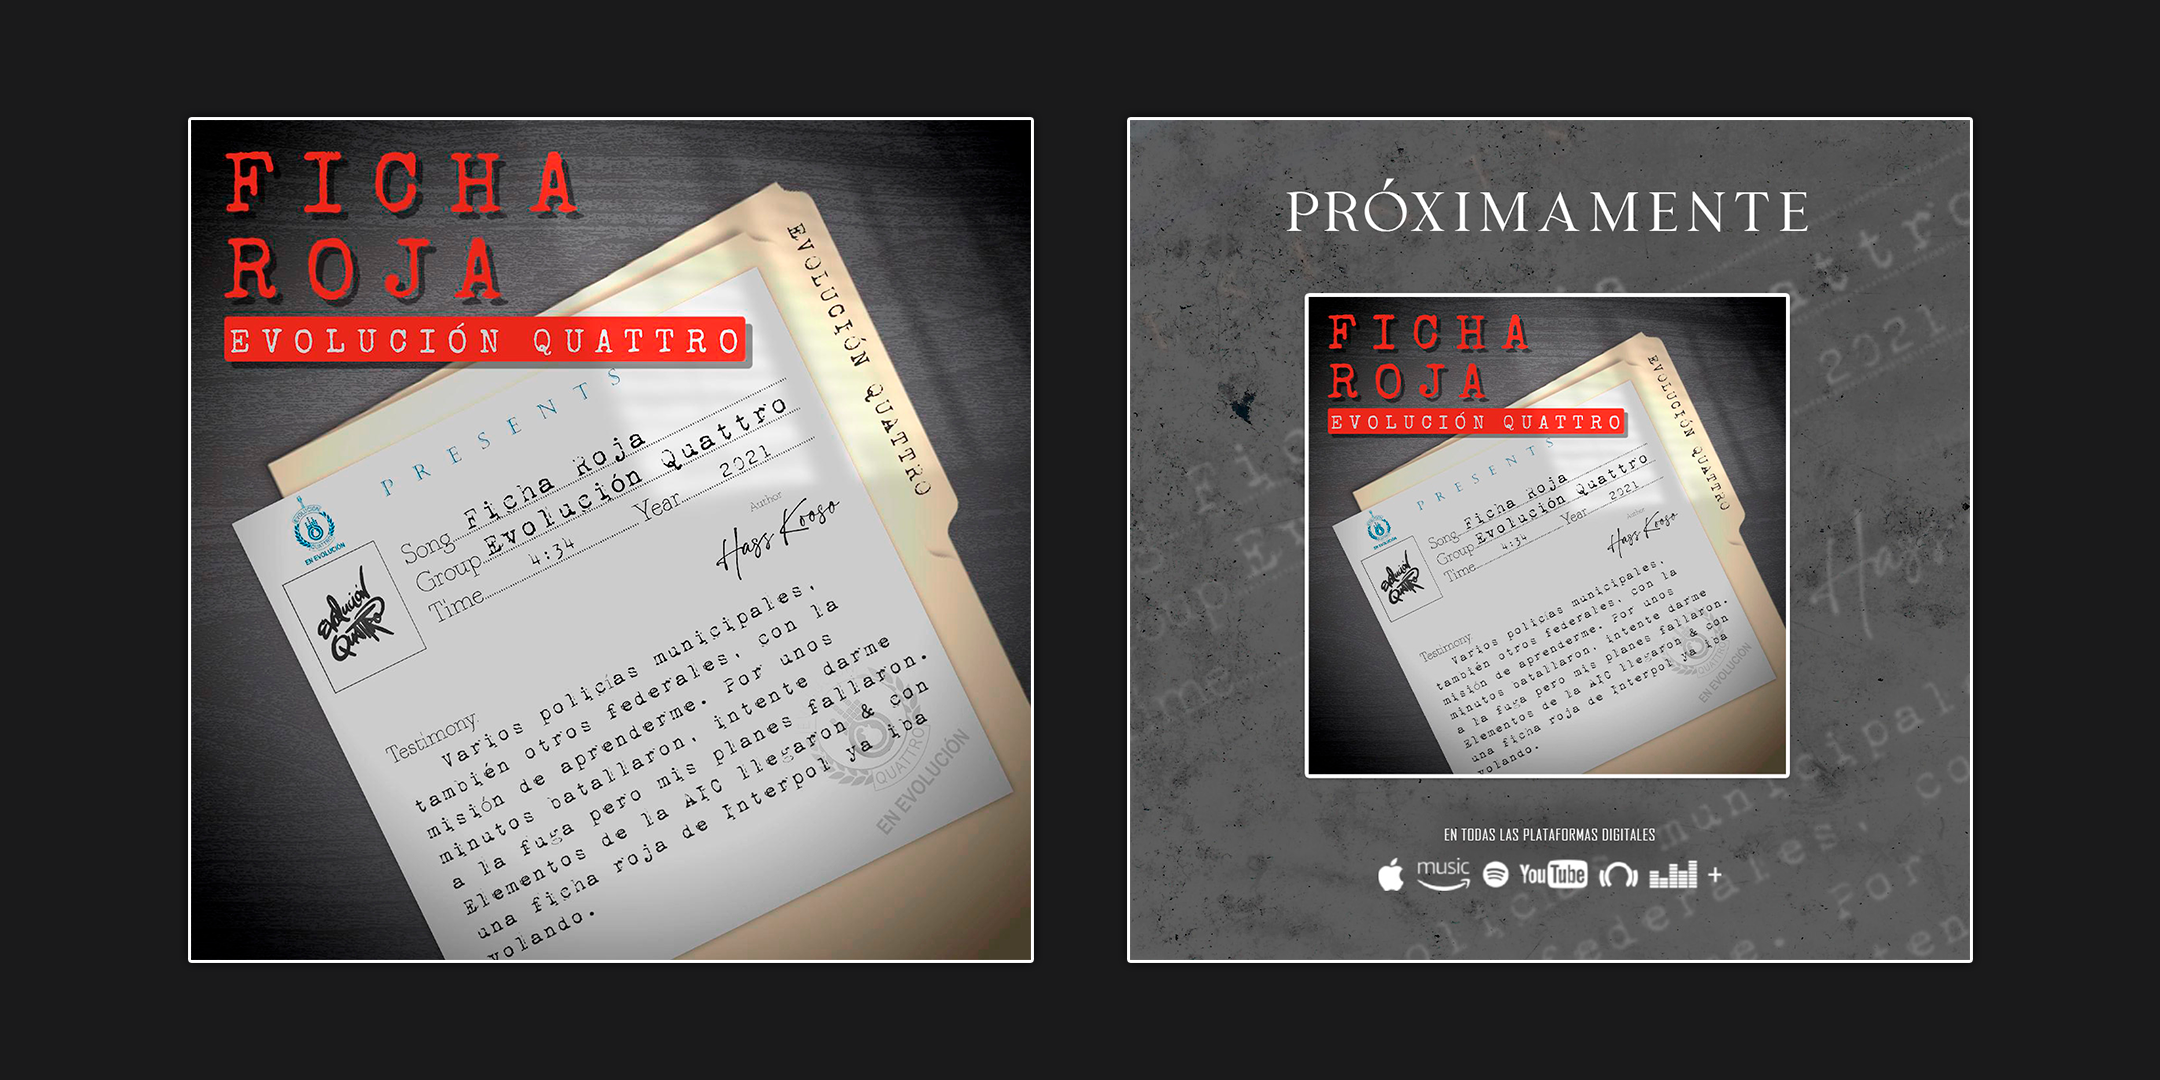 FICHA
ROJA
EVOLUCIÓN QUATTRO
EVOLUCIÓN QUATTRO
PRESENTS
Song Ficha Roja
Group Evolución Quattro
Time 4:34 Year 2021
Author
Hass Kooso
EVOLUCIÓN
QUATTRO
EN EVOLUCIÓN
Evolución
Quattro
Testimony.
Varios policías municipales,
también otros federales, con la
misión de aprenderme. Por unos
minutos batallaron, intente darme
a la fuga pero mis planes fallaron.
Elementos de la AIC llegaron & con
una ficha roja de Interpol ya iba
volando.
QUATTRO
EN EVOLUCIÓN
PRÓXIMAMENTE
FICHA
ROJA
EVOLUCIÓN QUATTRO
EVOLUCIÓN QUATTRO
PRESENTS
Song Ficha Roja
Group Evolución Quattro
Time 4:34 Year 2021
Author
Hass Kooso
Evolución
Quattro
Testimony
Varios policías municipales,
también otros federales, con la
misión de aprenderme. Por unos
minutos batallaron, intente darme
a la fuga pero mis planes fallaron.
Elementos de la AIC llegaron & con
una ficha roja de Interpol ya iba
volando.
EN EVOLUCIÓN
EN TODAS LAS PLATAFORMAS DIGITALES
music YouTube +